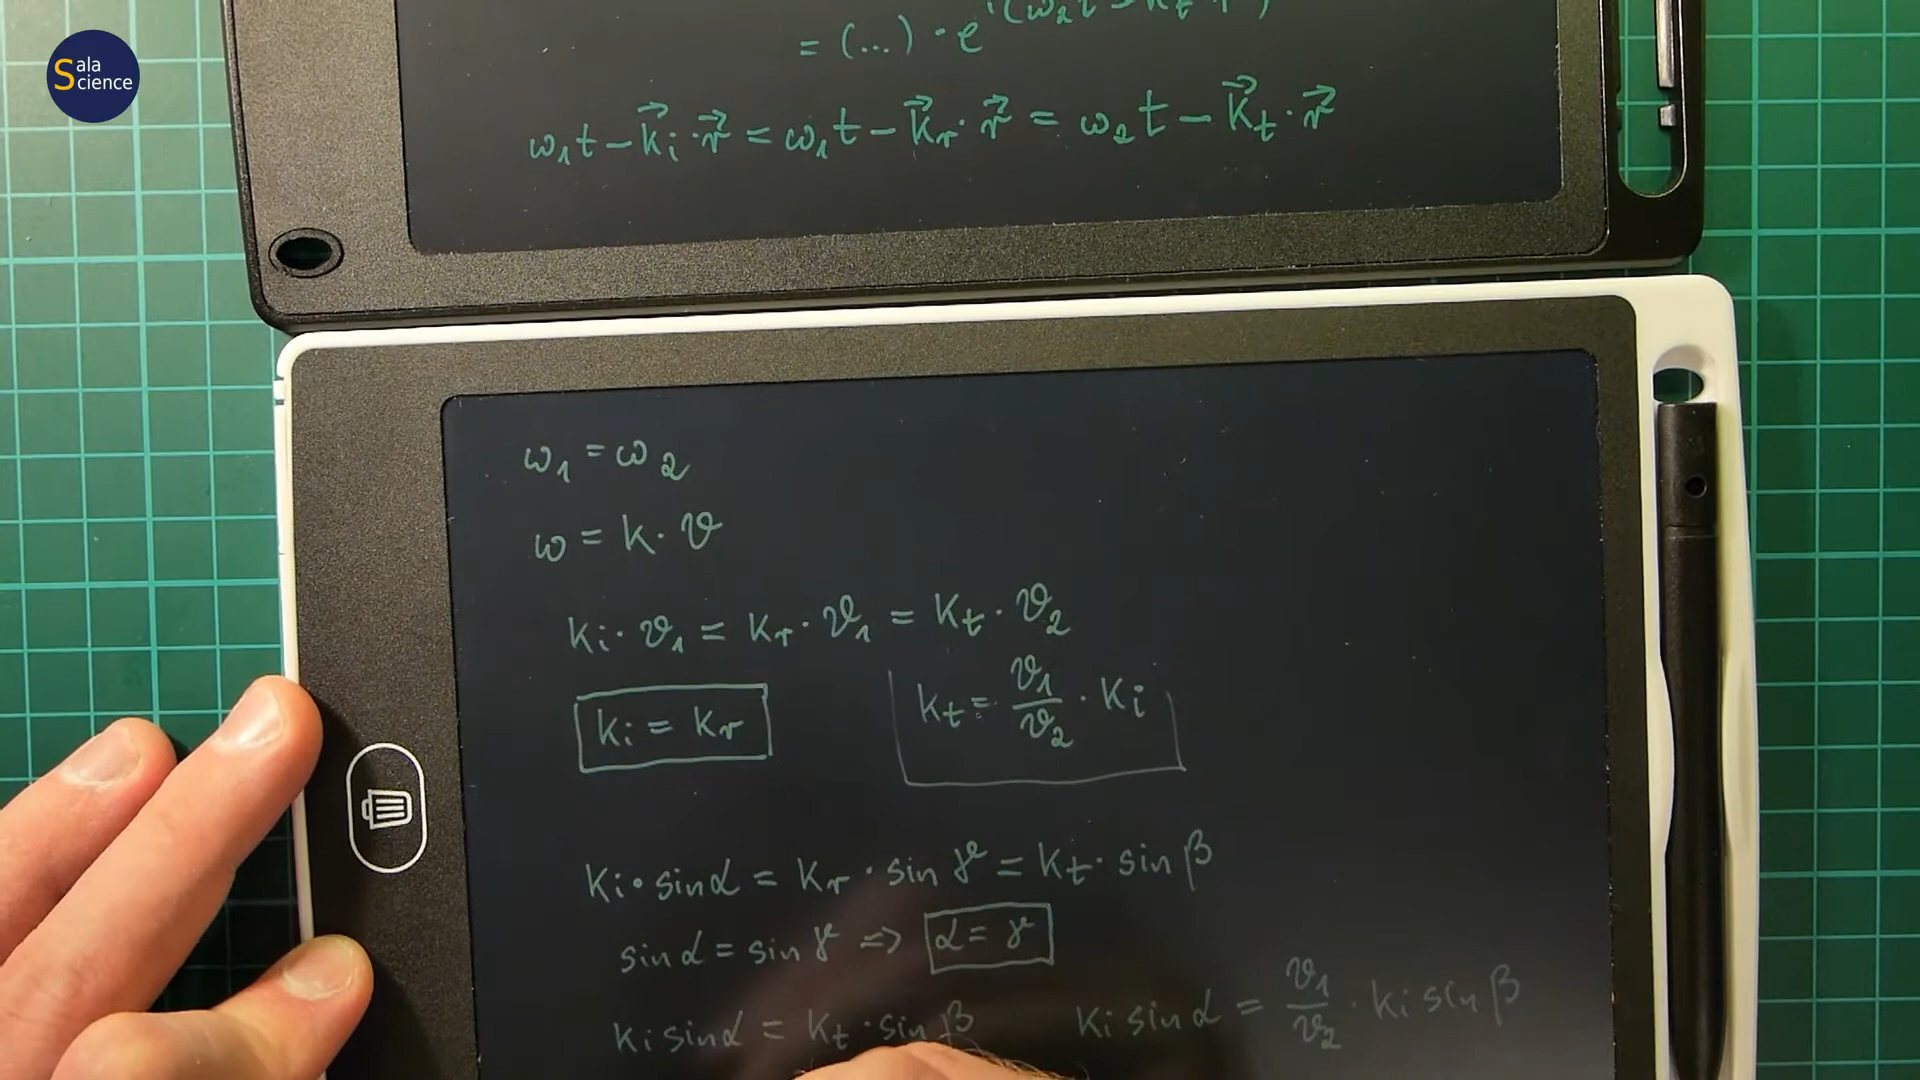 Sala
Science
= (...) · e^i(ω₂t − k⃗ₜ · r⃗)
ω₁t − k⃗ᵢ · r⃗ = ω₁t − k⃗ᵣ · r⃗ = ω₂t − k⃗ₜ · r⃗
ω₁ = ω₂
ω = k · v
kᵢ · v₁ = kᵣ · v₁ = kₜ · v₂
kᵢ = kᵣ kₜ = v₁/v₂ · kᵢ
kᵢ · sin α = kᵣ · sin γ = kₜ · sin β
sin α = sin γ => α = γ
kᵢ sin α = kₜ · sin β kᵢ sin α = v₁/v₂ · kᵢ sin β